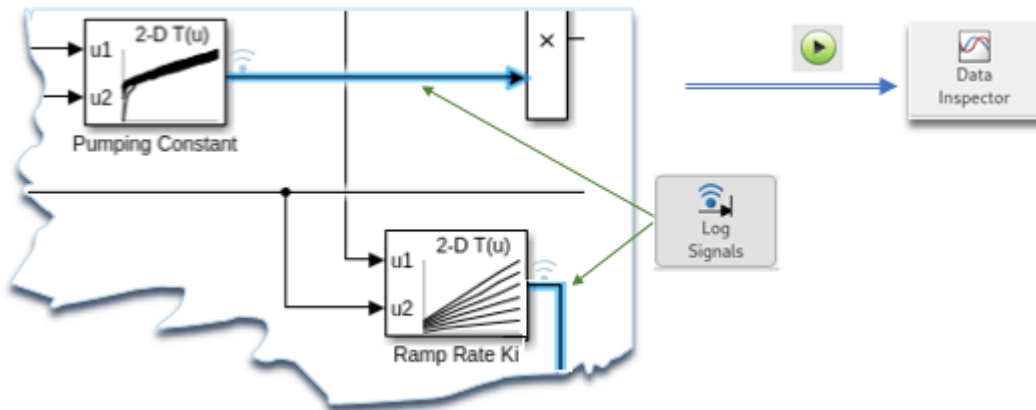 2-D T(u)
u1
u2
Pumping Constant
×
Data
Inspector
Log
Signals
2-D T(u)
u1
u2
Ramp Rate Ki